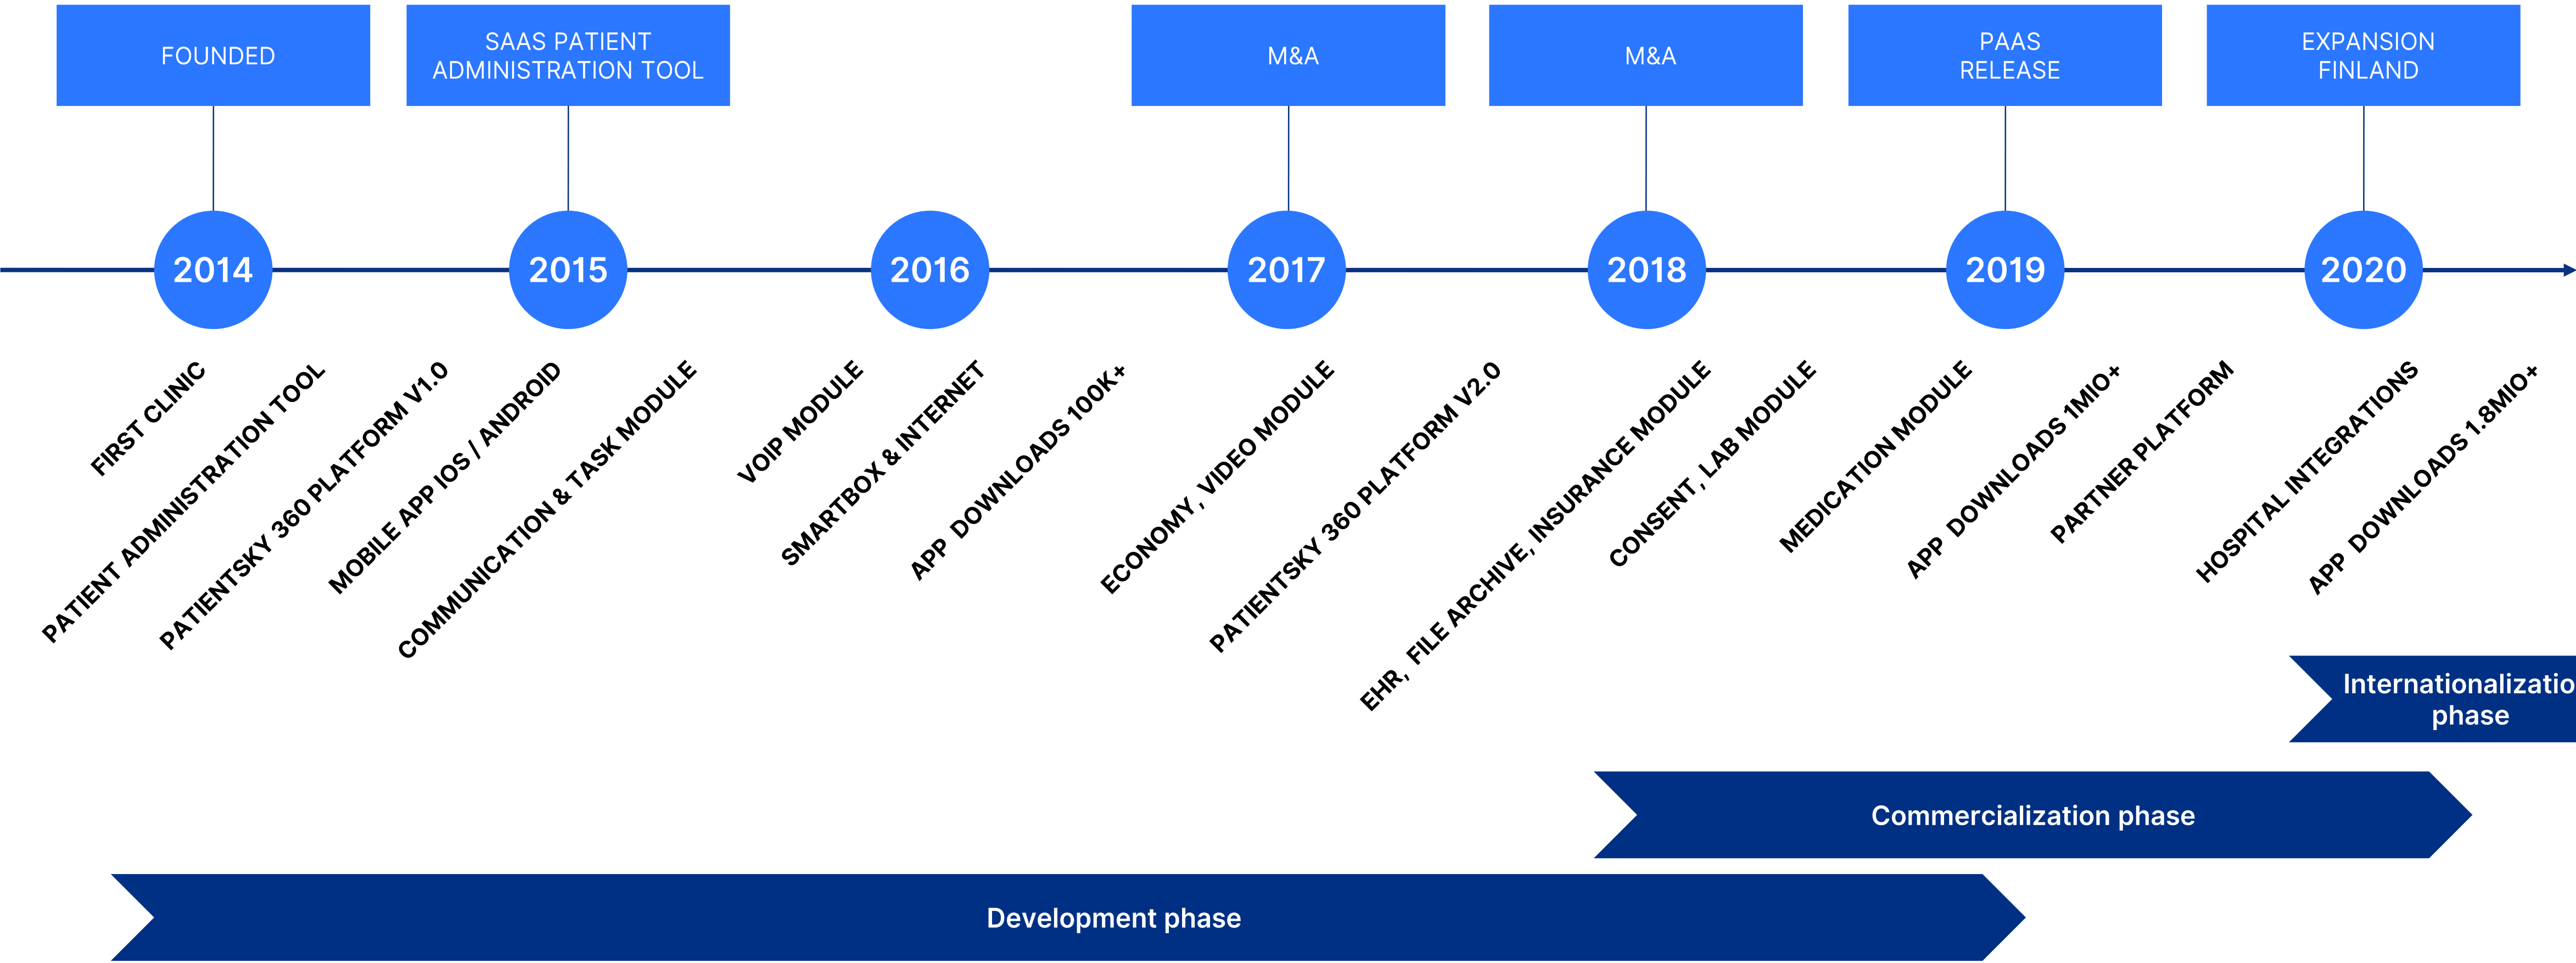 FOUNDED
SAAS PATIENT
ADMINISTRATION TOOL
M&A
M&A
PAAS
RELEASE
EXPANSION
FINLAND
2014
2015
2016
2017
2018
2019
2020
FIRST CLINIC
PATIENT ADMINISTRATION TOOL
PATIENTSKY 360 PLATFORM V1.0
MOBILE APP IOS / ANDROID
COMMUNICATION & TASK MODULE
VOIP MODULE
SMARTBOX & INTERNET
APP DOWNLOADS 100K+
ECONOMY, VIDEO MODULE
PATIENTSKY 360 PLATFORM V2.0
EHR, FILE ARCHIVE, INSURANCE MODULE
CONSENT, LAB MODULE
MEDICATION MODULE
APP DOWNLOADS 1MIO+
PARTNER PLATFORM
HOSPITAL INTEGRATIONS
APP DOWNLOADS 1.8MIO+
Internationalizatio
phase
Commercialization phase
Development phase